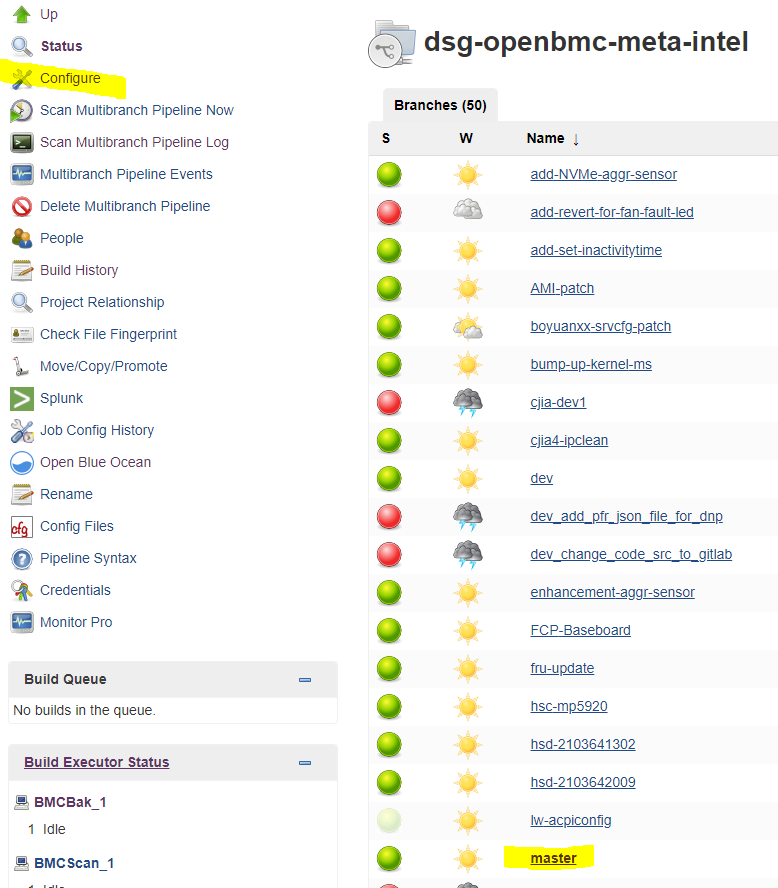 Up
Status
Configure
Scan Multibranch Pipeline Now
Scan Multibranch Pipeline Log
Multibranch Pipeline Events
Delete Multibranch Pipeline
People
Build History
Project Relationship
Check File Fingerprint
Move/Copy/Promote
Splunk
Job Config History
Open Blue Ocean
Rename
cfg Config Files
Pipeline Syntax
Credentials
Monitor Pro
Build Queue
No builds in the queue.
Build Executor Status
BMCBak_1
1 Idle
BMCScan_1
1 Idle
dsg-openbmc-meta-intel
Branches (50)
S W Name ↓
add-NVMe-aggr-sensor
add-revert-for-fan-fault-led
add-set-inactivitytime
AMI-patch
boyuanxx-srvcfg-patch
bump-up-kernel-ms
cjia-dev1
cjia4-ipclean
dev
dev_add_pfr_json_file_for_dnp
dev_change_code_src_to_gitlab
enhancement-aggr-sensor
FCP-Baseboard
fru-update
hsc-mp5920
hsd-2103641302
hsd-2103642009
lw-acpiconfig
master